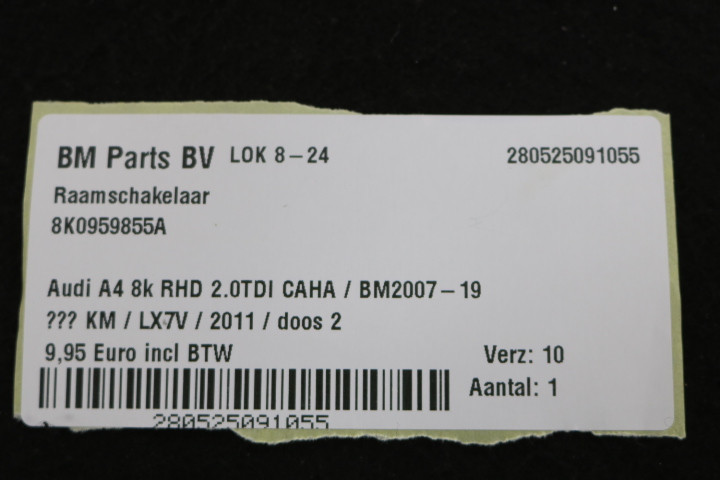 BM Parts BV LOK 8-24 280525091055
Raamschakelaar
8K0959855A
Audi A4 8k RHD 2.0TDI CAHA / BM2007-19
??? KM / LX7V / 2011 / doos 2
9,95 Euro incl BTW Verz: 10
Aantal: 1
280525091055